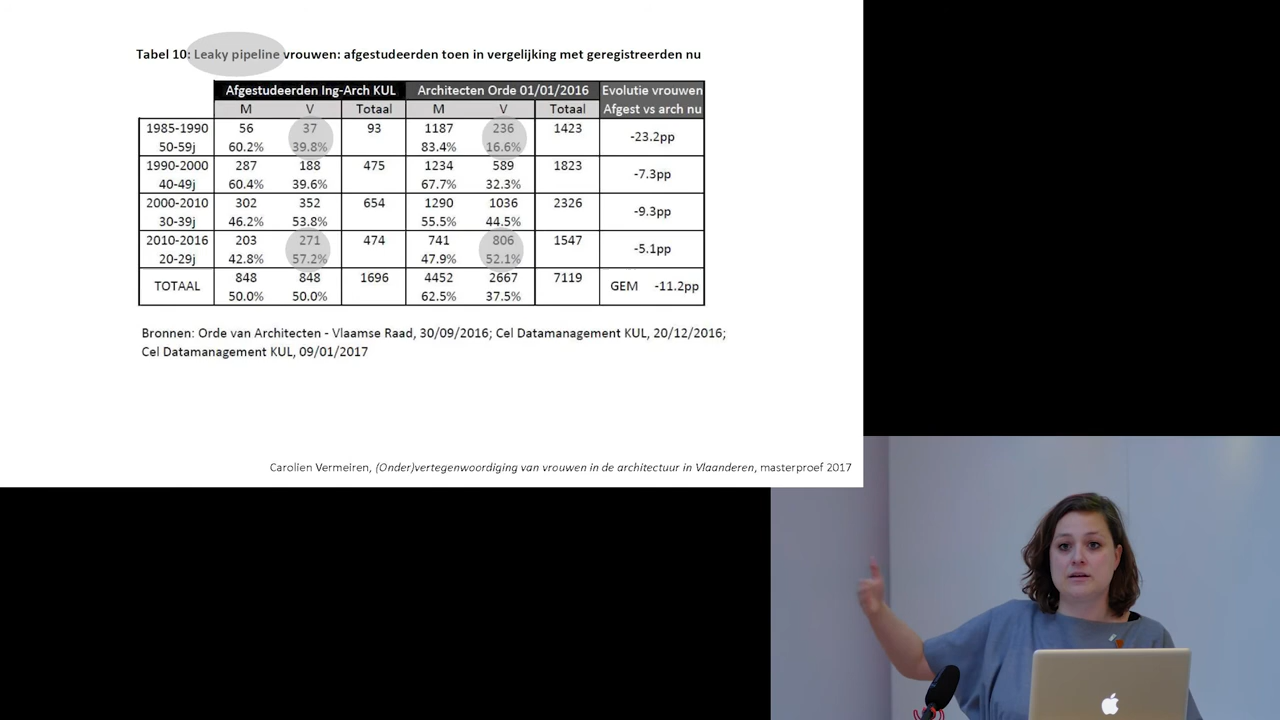 Tabel 10: Leaky pipeline vrouwen: afgestudeerden toen in vergelijking met geregistreerden nu
Afgestudeerden Ing-Arch KUL Architecten Orde 01/01/2016 Evolutie vrouwen
M V Totaal M V Totaal Afgest vs arch nu
1985-1990 56 37 93 1187 236 1423 -23.2pp
50-59j 60.2% 39.8% 83.4% 16.6%
1990-2000 287 188 475 1234 589 1823 -7.3pp
40-49j 60.4% 39.6% 67.7% 32.3%
2000-2010 302 352 654 1290 1036 2326 -9.3pp
30-39j 46.2% 53.8% 55.5% 44.5%
2010-2016 203 271 474 741 806 1547 -5.1pp
20-29j 42.8% 57.2% 47.9% 52.1%
TOTAAL 848 848 1696 4452 2667 7119 GEM -11.2pp
50.0% 50.0% 62.5% 37.5%
Bronnen: Orde van Architecten - Vlaamse Raad, 30/09/2016; Cel Datamanagement KUL, 20/12/2016;
Cel Datamanagement KUL, 09/01/2017
Carolien Vermeiren, (Onder)vertegenwoordiging van vrouwen in de architectuur in Vlaanderen, masterproef 2017